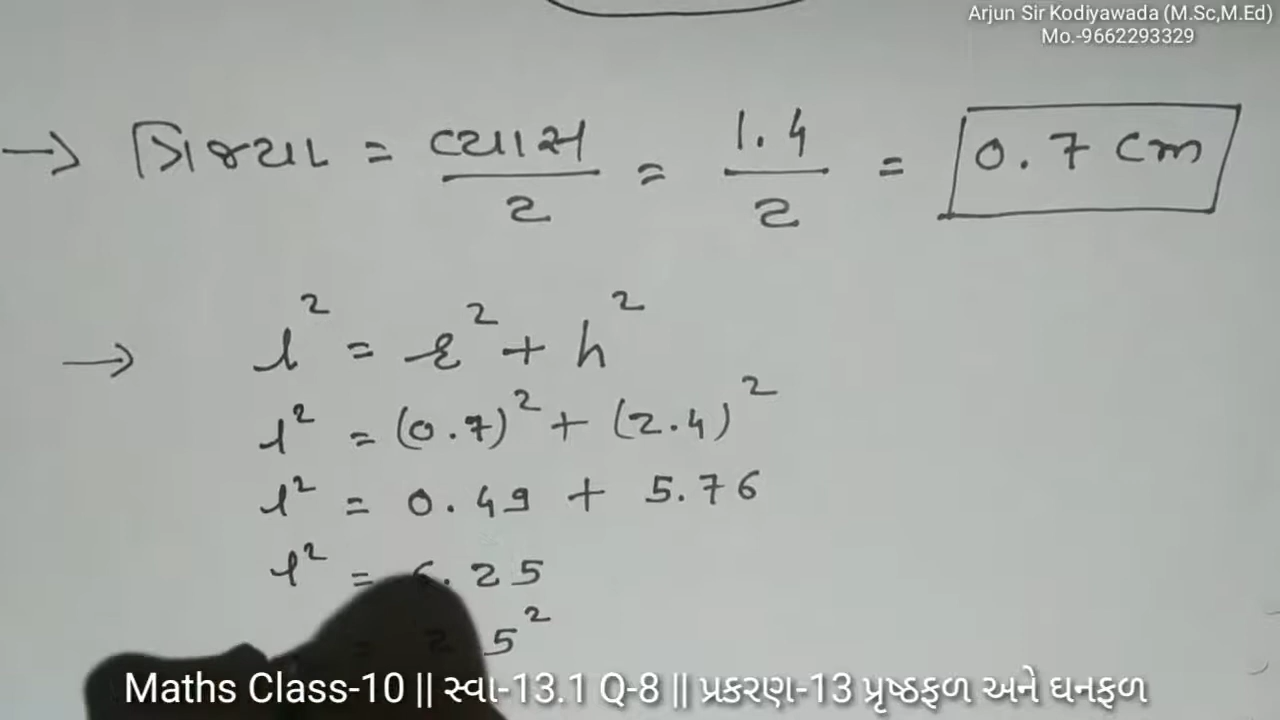 Arjun Sir Kodiyawada (M.Sc,M.Ed)
Mo.-9662293329
→ ત્રિજ્યા = વ્યાસ/2 = 1.4/2 = 0.7 cm
→ l² = r² + h²
l² = (0.7)² + (2.4)²
l² = 0.49 + 5.76
l² = 6.25
= 2 5²
Maths Class-10 || સ્વા-13.1 Q-8 || પ્રકરણ-13 પ્રૃષ્ઠફળ અને ઘનફળ